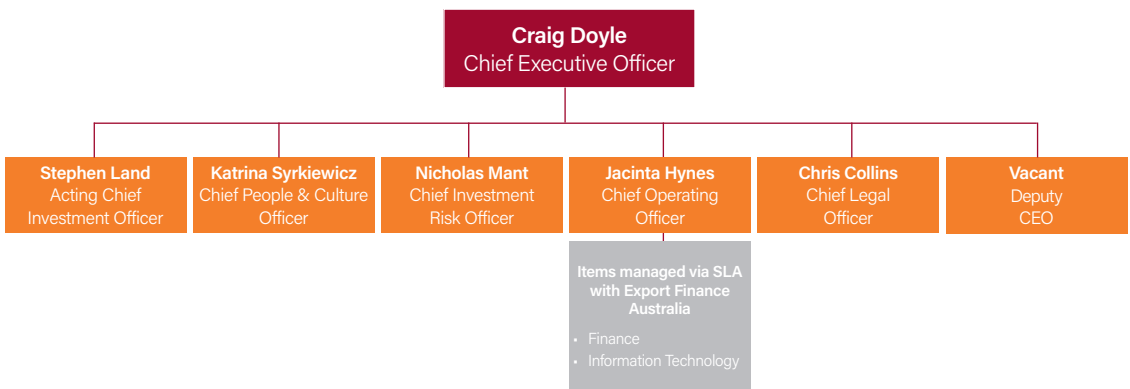 Craig Doyle
Chief Executive Officer
Stephen Land
Acting Chief
Investment Officer
Katrina Syrkiewicz
Chief People & Culture
Officer
Nicholas Mant
Chief Investment
Risk Officer
Jacinta Hynes
Chief Operating
Officer
Chris Collins
Chief Legal
Officer
Vacant
Deputy
CEO
Items managed via SLA
with Export Finance
Australia
• Finance
• Information Technology